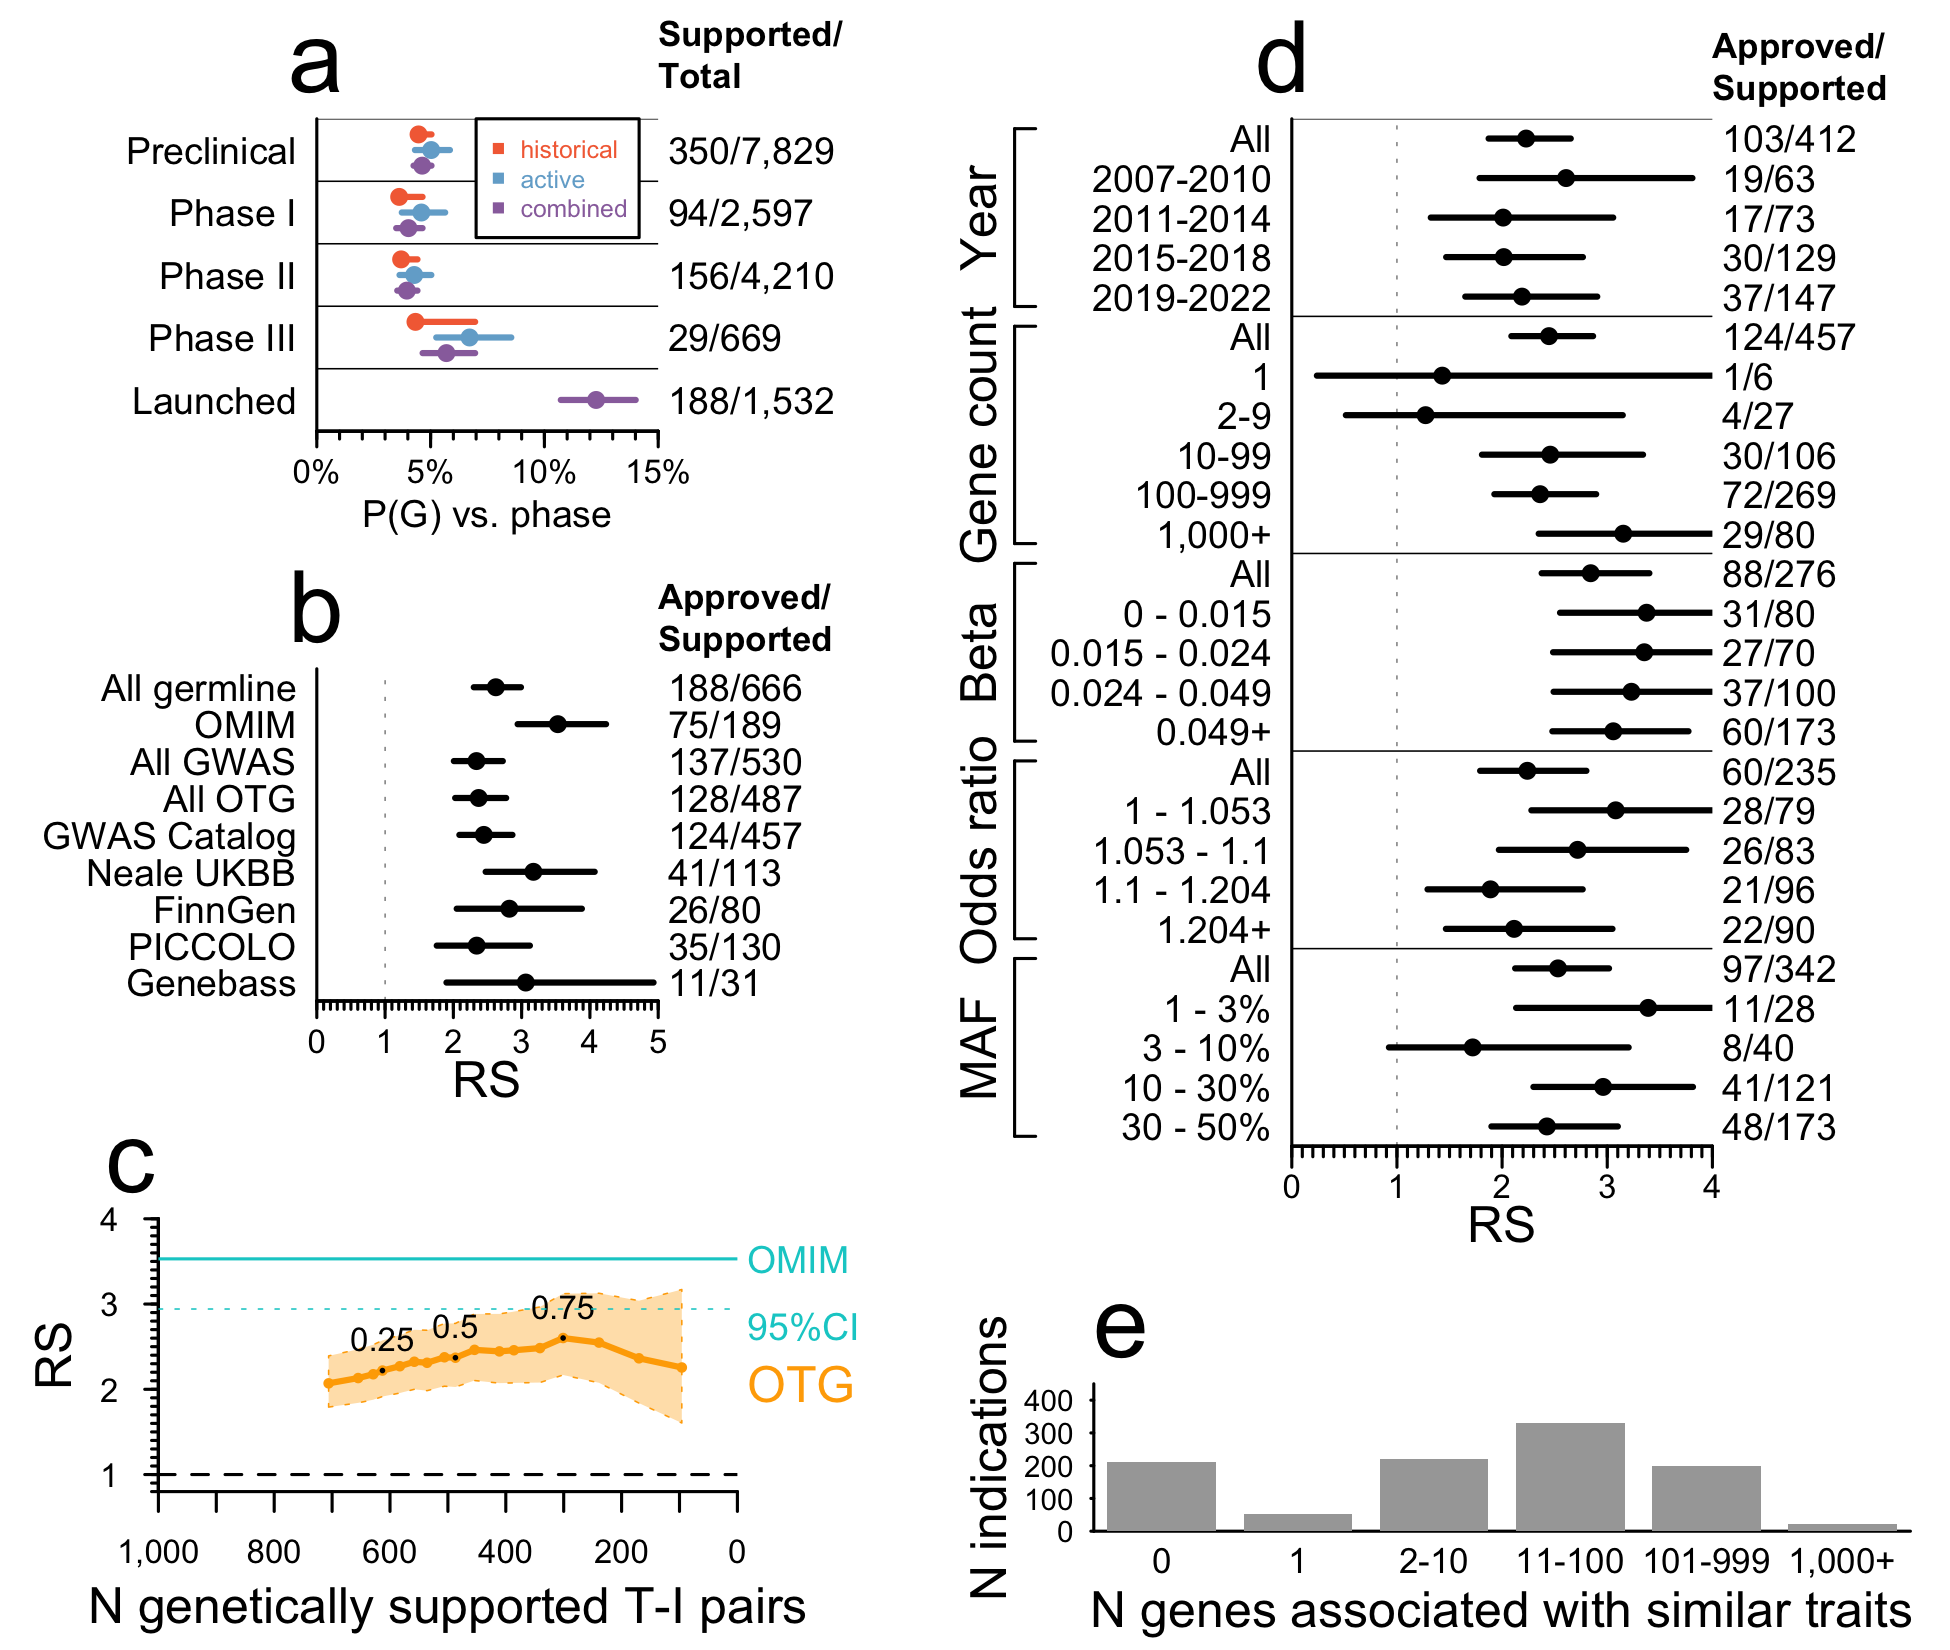 a
Supported/
Total
historical
active
combined
Preclinical 350/7,829
Phase I 94/2,597
Phase II 156/4,210
Phase III 29/669
Launched 188/1,532
0% 5% 10% 15%
P(G) vs. phase
b
Approved/
Supported
All germline 188/666
OMIM 75/189
All GWAS 137/530
All OTG 128/487
GWAS Catalog 124/457
Neale UKBB 41/113
FinnGen 26/80
PICCOLO 35/130
Genebass 11/31
0 1 2 3 4 5
RS
c
4
3
2
1
RS
OMIM
95%CI
OTG
0.25 0.5 0.75
1,000 800 600 400 200 0
N genetically supported T-I pairs
d
Approved/
Supported
Year
All 103/412
2007-2010 19/63
2011-2014 17/73
2015-2018 30/129
2019-2022 37/147
Gene count
All 124/457
1 1/6
2-9 4/27
10-99 30/106
100-999 72/269
1,000+ 29/80
Beta
All 88/276
0 - 0.015 31/80
0.015 - 0.024 27/70
0.024 - 0.049 37/100
0.049+ 60/173
Odds ratio
All 60/235
1 - 1.053 28/79
1.053 - 1.1 26/83
1.1 - 1.204 21/96
1.204+ 22/90
MAF
All 97/342
1 - 3% 11/28
3 - 10% 8/40
10 - 30% 41/121
30 - 50% 48/173
0 1 2 3 4
RS
e
N indications
400
300
200
100
0
0 1 2-10 11-100 101-999 1,000+
N genes associated with similar traits